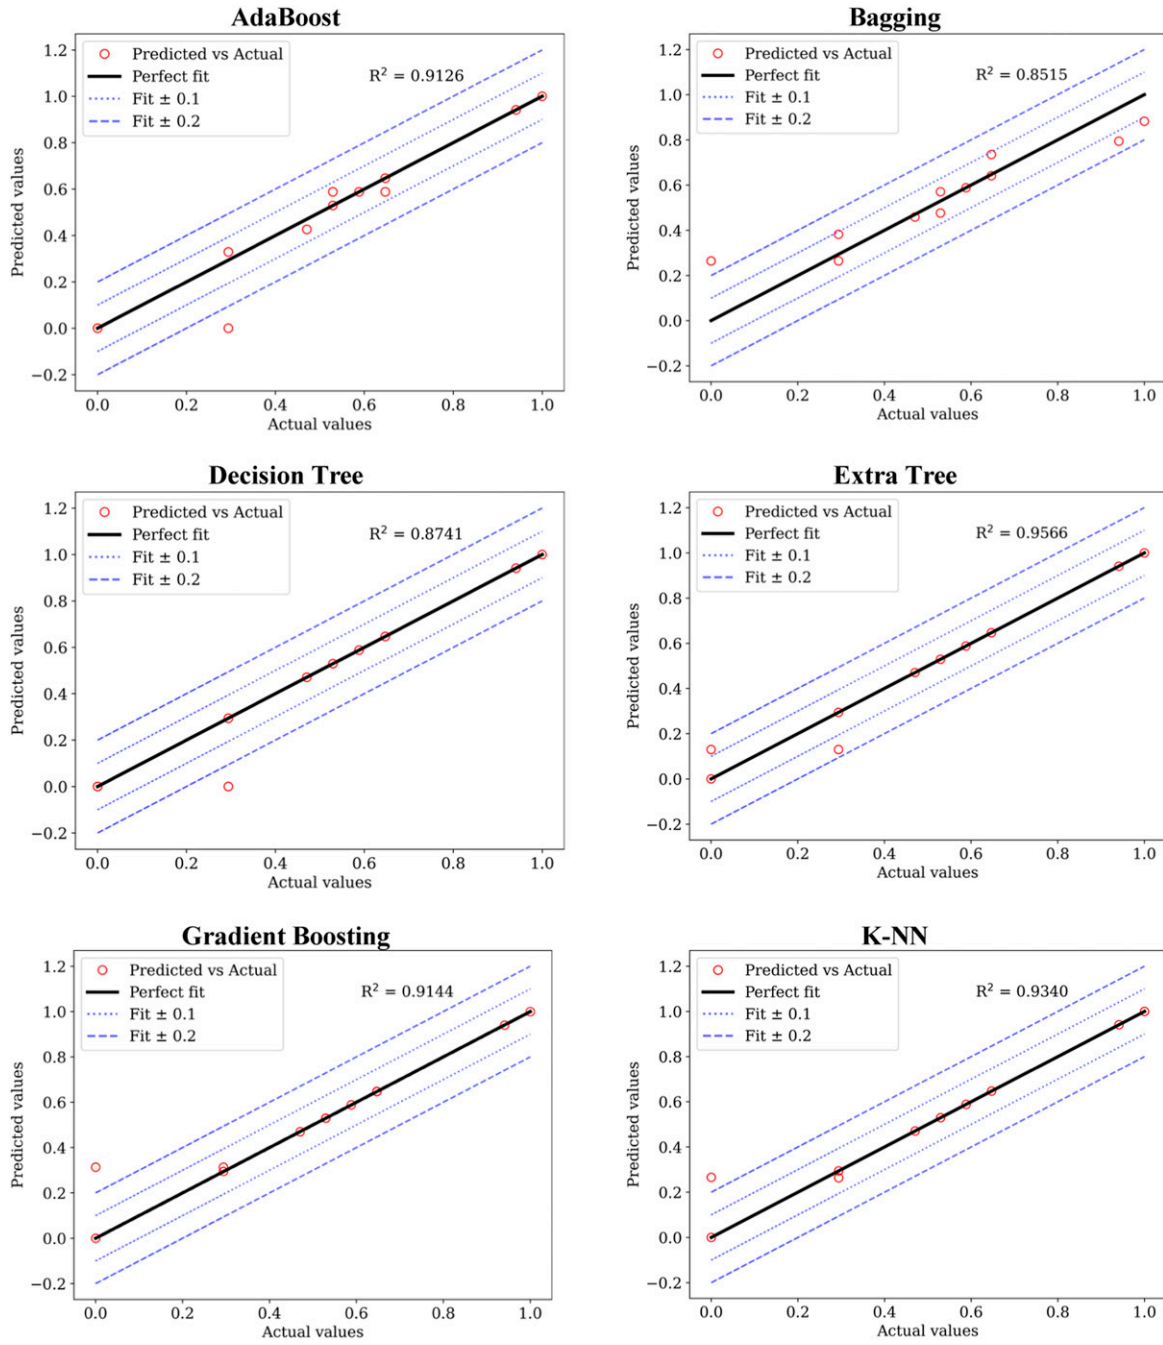 AdaBoost
Predicted vs Actual
Perfect fit
Fit ± 0.1
Fit ± 0.2
R² = 0.9126
1.2
1.0
0.8
0.6
0.4
0.2
0.0
−0.2
Predicted values
0.0 0.2 0.4 0.6 0.8 1.0
Actual values
Bagging
Predicted vs Actual
Perfect fit
Fit ± 0.1
Fit ± 0.2
R² = 0.8515
1.2
1.0
0.8
0.6
0.4
0.2
0.0
−0.2
Predicted values
0.0 0.2 0.4 0.6 0.8 1.0
Actual values
Decision Tree
Predicted vs Actual
Perfect fit
Fit ± 0.1
Fit ± 0.2
R² = 0.8741
1.2
1.0
0.8
0.6
0.4
0.2
0.0
−0.2
Predicted values
0.0 0.2 0.4 0.6 0.8 1.0
Actual values
Extra Tree
Predicted vs Actual
Perfect fit
Fit ± 0.1
Fit ± 0.2
R² = 0.9566
1.2
1.0
0.8
0.6
0.4
0.2
0.0
−0.2
Predicted values
0.0 0.2 0.4 0.6 0.8 1.0
Actual values
Gradient Boosting
Predicted vs Actual
Perfect fit
Fit ± 0.1
Fit ± 0.2
R² = 0.9144
1.2
1.0
0.8
0.6
0.4
0.2
0.0
−0.2
Predicted values
0.0 0.2 0.4 0.6 0.8 1.0
Actual values
K-NN
Predicted vs Actual
Perfect fit
Fit ± 0.1
Fit ± 0.2
R² = 0.9340
1.2
1.0
0.8
0.6
0.4
0.2
0.0
−0.2
Predicted values
0.0 0.2 0.4 0.6 0.8 1.0
Actual values